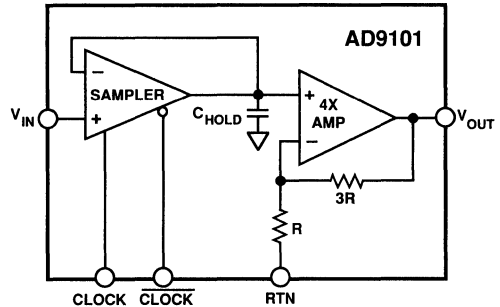 AD9101
SAMPLER
4X
AMP
V_IN
C_HOLD
V_OUT
3R
R
CLOCK
CLOCK
RTN
−
+
+
−